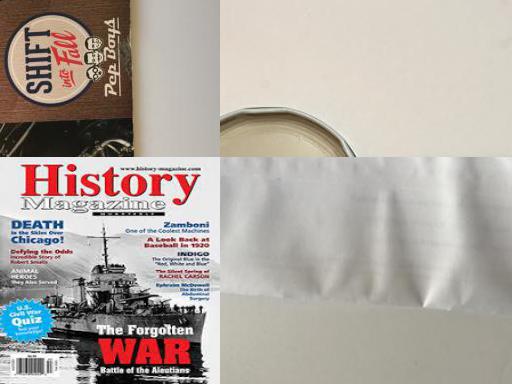 SHIFT
into Fall
Pep Boys
www.history-magazine.com
History
Magazine
DEATH
in the Skies Over
Chicago!
Defying the Odds
Incredible Story of
Robert Smalls
ANIMAL
HEROES
They Also Served
U.S.
Civil War
Quiz
Zamboni
One of the Coolest Machines
A Look Back at
Baseball in 1920
INDIGO
The Original Blue in the
"Red, White and Blue"
The Silent Spring of
RACHEL CARSON
Ephraim McDowell
The Birth of
Abdominal
Surgery
The Forgotten
WAR
Battle of the Aleutians